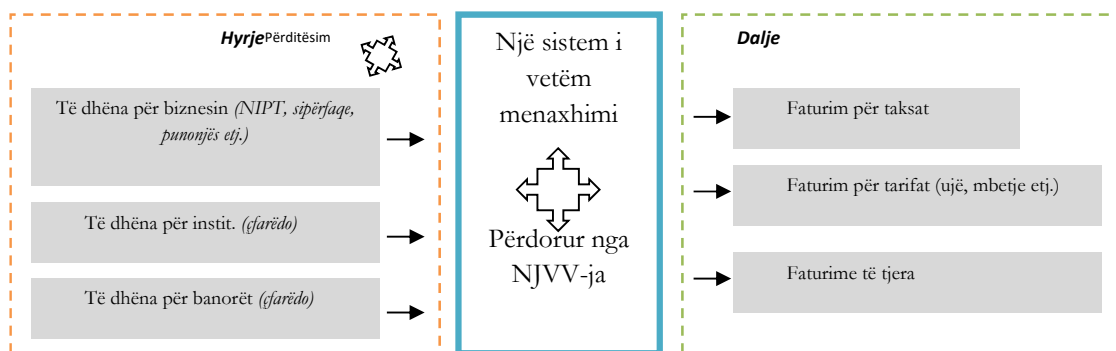 Hyrje Përditësim
Të dhëna për biznesin (NIPT, sipërfaqe,
punonjës etj.)
Të dhëna për instit. (çfarëdo)
Të dhëna për banorët (çfarëdo)
Një sistem i
vetëm
menaxhimi
Përdorur nga
NJVV-ja
Dalje
Faturim për taksat
Faturim për tarifat (ujë, mbetje etj.)
Faturime të tjera